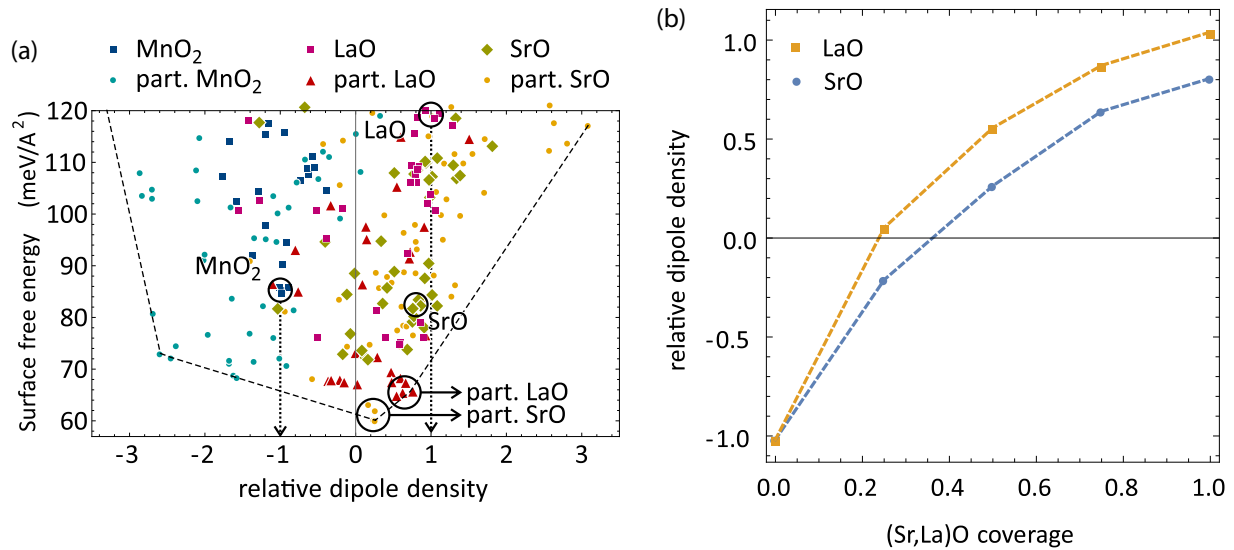 (a)
MnO2 LaO SrO
part. MnO2 part. LaO part. SrO
Surface free energy (meV/A2)
120
110
100
90
80
70
60
LaO
MnO2
SrO
part. LaO
part. SrO
-3 -2 -1 0 1 2 3
relative dipole density
(b)
LaO
SrO
relative dipole density
1.0
0.5
0.0
-0.5
-1.0
0.0 0.2 0.4 0.6 0.8 1.0
(Sr,La)O coverage